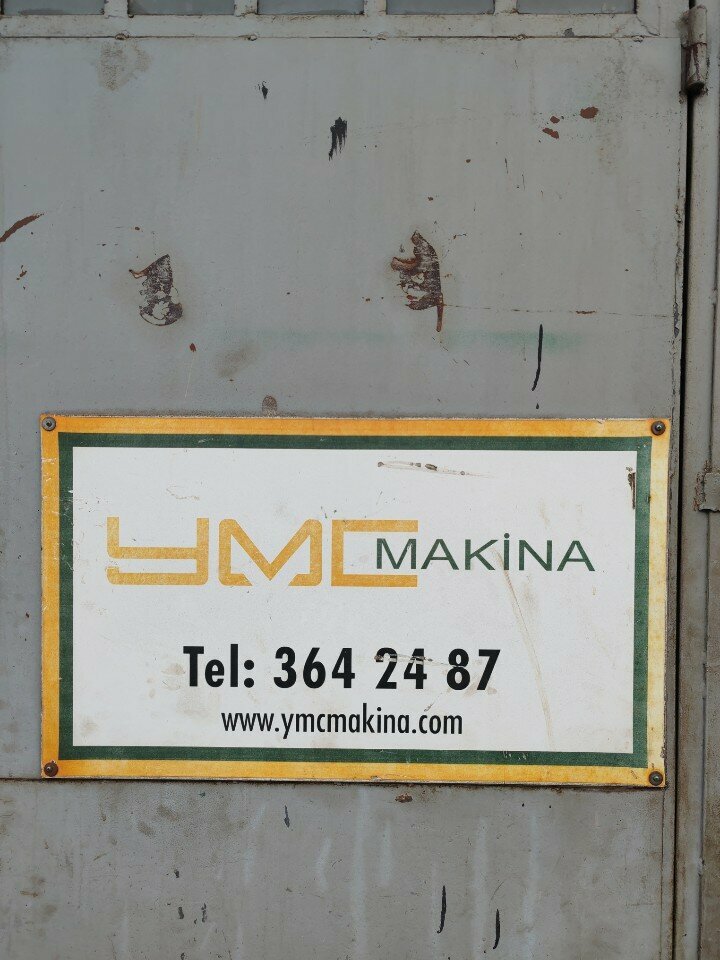 YMC MAKİNA
Tel: 364 24 87
www.ymcmakina.com